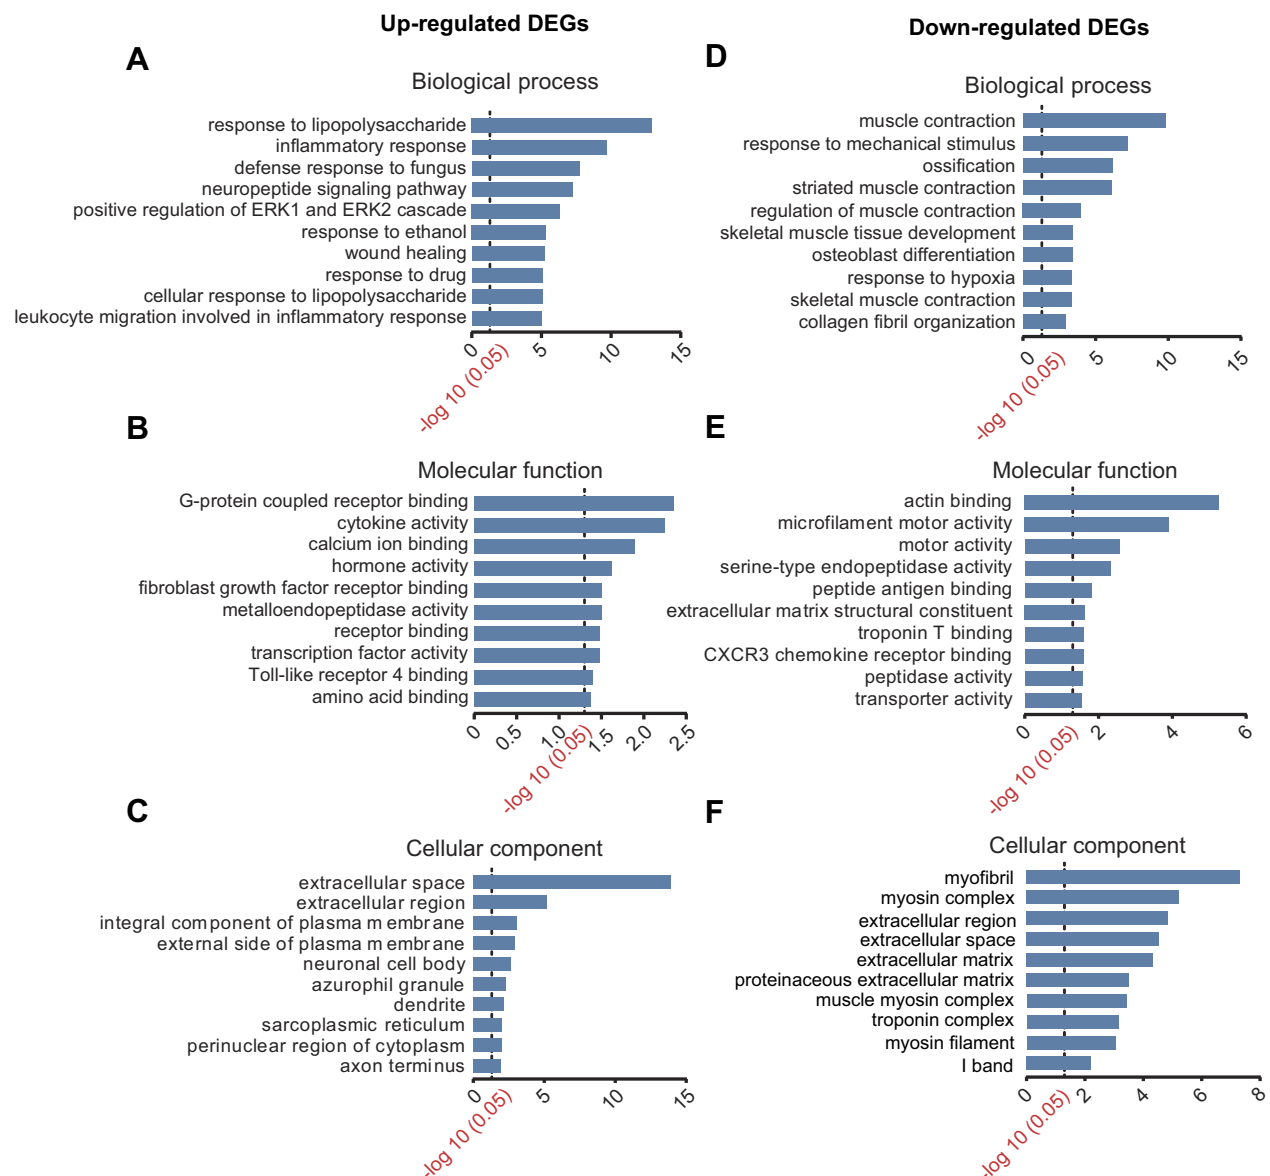 Up-regulated DEGs
Down-regulated DEGs
A
Biological process
response to lipopolysaccharide
inflammatory response
defense response to fungus
neuropeptide signaling pathway
positive regulation of ERK1 and ERK2 cascade
response to ethanol
wound healing
response to drug
cellular response to lipopolysaccharide
leukocyte migration involved in inflammatory response
0
5
10
15
-log 10 (0.05)
D
Biological process
muscle contraction
response to mechanical stimulus
ossification
striated muscle contraction
regulation of muscle contraction
skeletal muscle tissue development
osteoblast differentiation
response to hypoxia
skeletal muscle contraction
collagen fibril organization
0
5
10
15
-log 10 (0.05)
B
Molecular function
G-protein coupled receptor binding
cytokine activity
calcium ion binding
hormone activity
fibroblast growth factor receptor binding
metalloendopeptidase activity
receptor binding
transcription factor activity
Toll-like receptor 4 binding
amino acid binding
0
0.5
1.0
1.5
2.0
2.5
-log 10 (0.05)
E
Molecular function
actin binding
microfilament motor activity
motor activity
serine-type endopeptidase activity
peptide antigen binding
extracellular matrix structural constituent
troponin T binding
CXCR3 chemokine receptor binding
peptidase activity
transporter activity
0
2
4
6
-log 10 (0.05)
C
Cellular component
extracellular space
extracellular region
integral component of plasma membrane
external side of plasma membrane
neuronal cell body
azurophil granule
dendrite
sarcoplasmic reticulum
perinuclear region of cytoplasm
axon terminus
0
5
10
15
-log 10 (0.05)
F
Cellular component
myofibril
myosin complex
extracellular region
extracellular space
extracellular matrix
proteinaceous extracellular matrix
muscle myosin complex
troponin complex
myosin filament
I band
0
2
4
6
8
-log 10 (0.05)